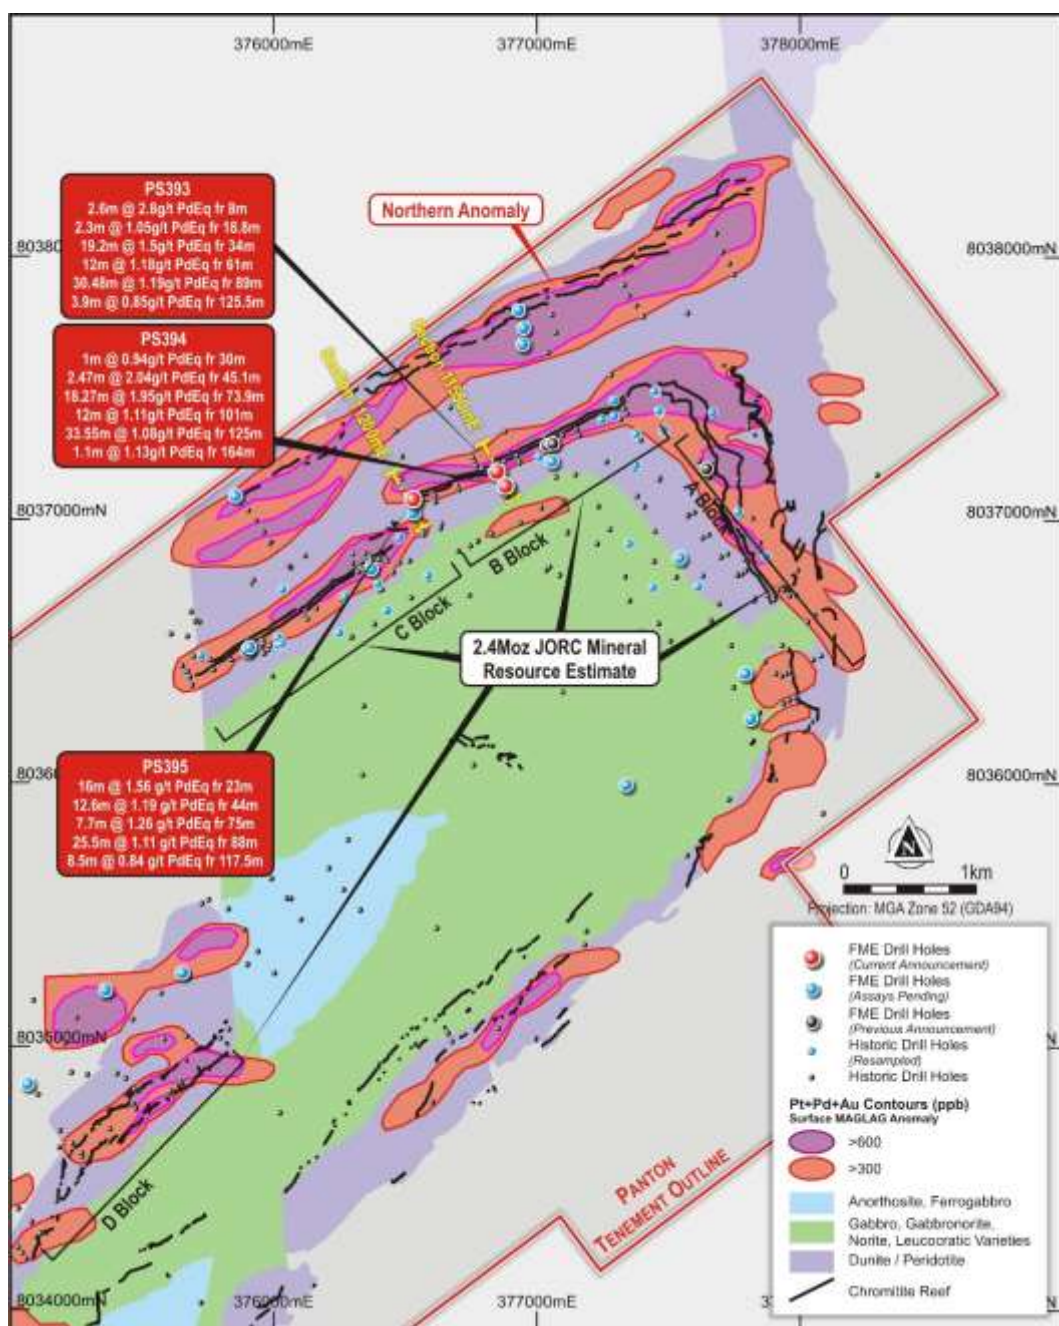 376000mE
377000mE
378000mE
PS393
2.6m @ 2.8g/t PdEq fr 8m
2.3m @ 1.05g/t PdEq fr 18.8m
19.2m @ 1.5g/t PdEq fr 34m
12m @ 1.18g/t PdEq fr 61m
30.48m @ 1.19g/t PdEq fr 89m
3.9m @ 0.85g/t PdEq fr 125.5m
Northern Anomaly
8038000mN
PS394
1m @ 0.94g/t PdEq fr 30m
2.47m @ 2.04g/t PdEq fr 45.1m
18.27m @ 1.95g/t PdEq fr 73.9m
12m @ 1.11g/t PdEq fr 101m
33.55m @ 1.08g/t PdEq fr 125m
1.1m @ 1.13g/t PdEq fr 164m
Section 1200mE
8037000mN
8037000mN
A Block
B Block
C Block
2.4Moz JORC Mineral
Resource Estimate
PS395
16m @ 1.56 g/t PdEq fr 23m
12.6m @ 1.19 g/t PdEq fr 44m
7.7m @ 1.26 g/t PdEq fr 75m
25.5m @ 1.11 g/t PdEq fr 88m
8.5m @ 0.84 g/t PdEq fr 117.5m
8036000mN
N
0
1km
Projection: MGA Zone 52 (GDA94)
FME Drill Holes
(Current Announcement)
FME Drill Holes
(Assays Pending)
FME Drill Holes
(Previous Announcement)
Historic Drill Holes
(Resampled)
Historic Drill Holes
Pt+Pd+Au Contours (ppb)
Surface MAGLAG Anomaly
>600
>300
Anorthosite, Ferrogabbro
Gabbro, Gabbronorite,
Norite, Leucocratic Varieties
Dunite / Peridotite
Chromitite Reef
8035000mN
D Block
PANTON
TENEMENT OUTLINE
8034000mN
376000mE
377000mE